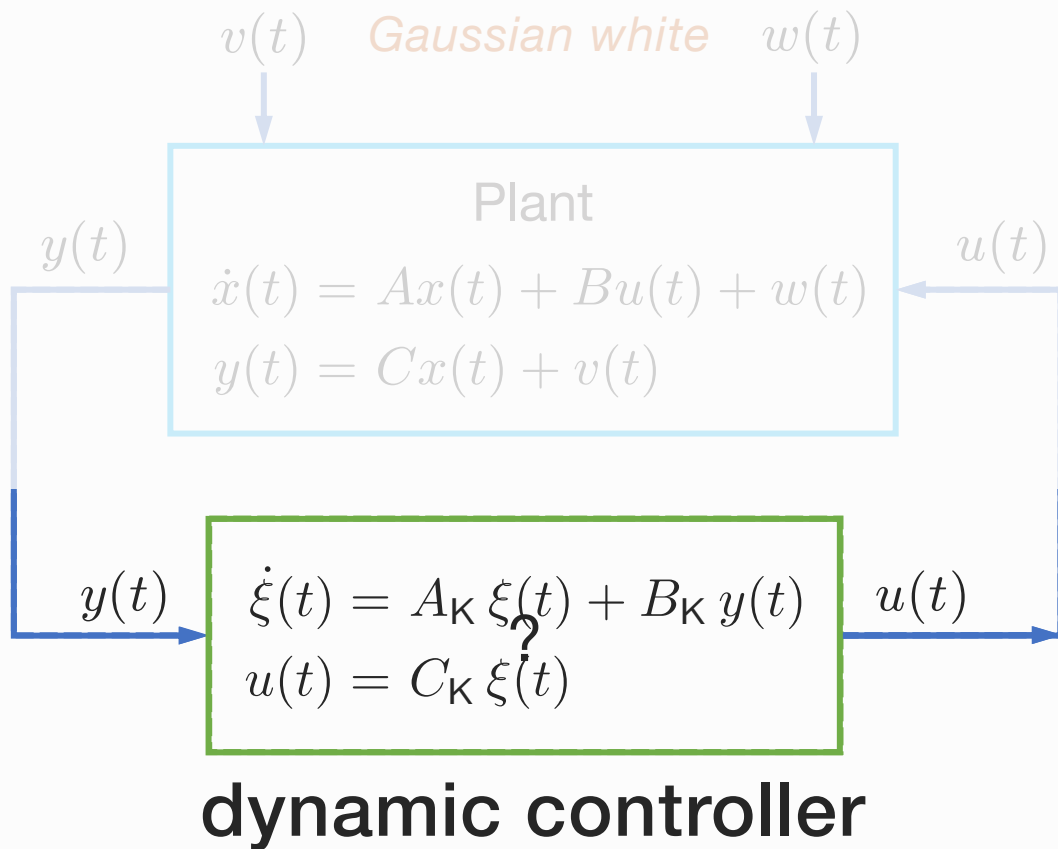 v(t) Gaussian white w(t)
Plant
y(t)
u(t)
ẋ(t) = Ax(t) + Bu(t) + w(t)
y(t) = Cx(t) + v(t)
y(t)
ξ̇(t) = A_K ξ(t) + B_K y(t)
u(t)
?
u(t) = C_K ξ(t)
dynamic controller